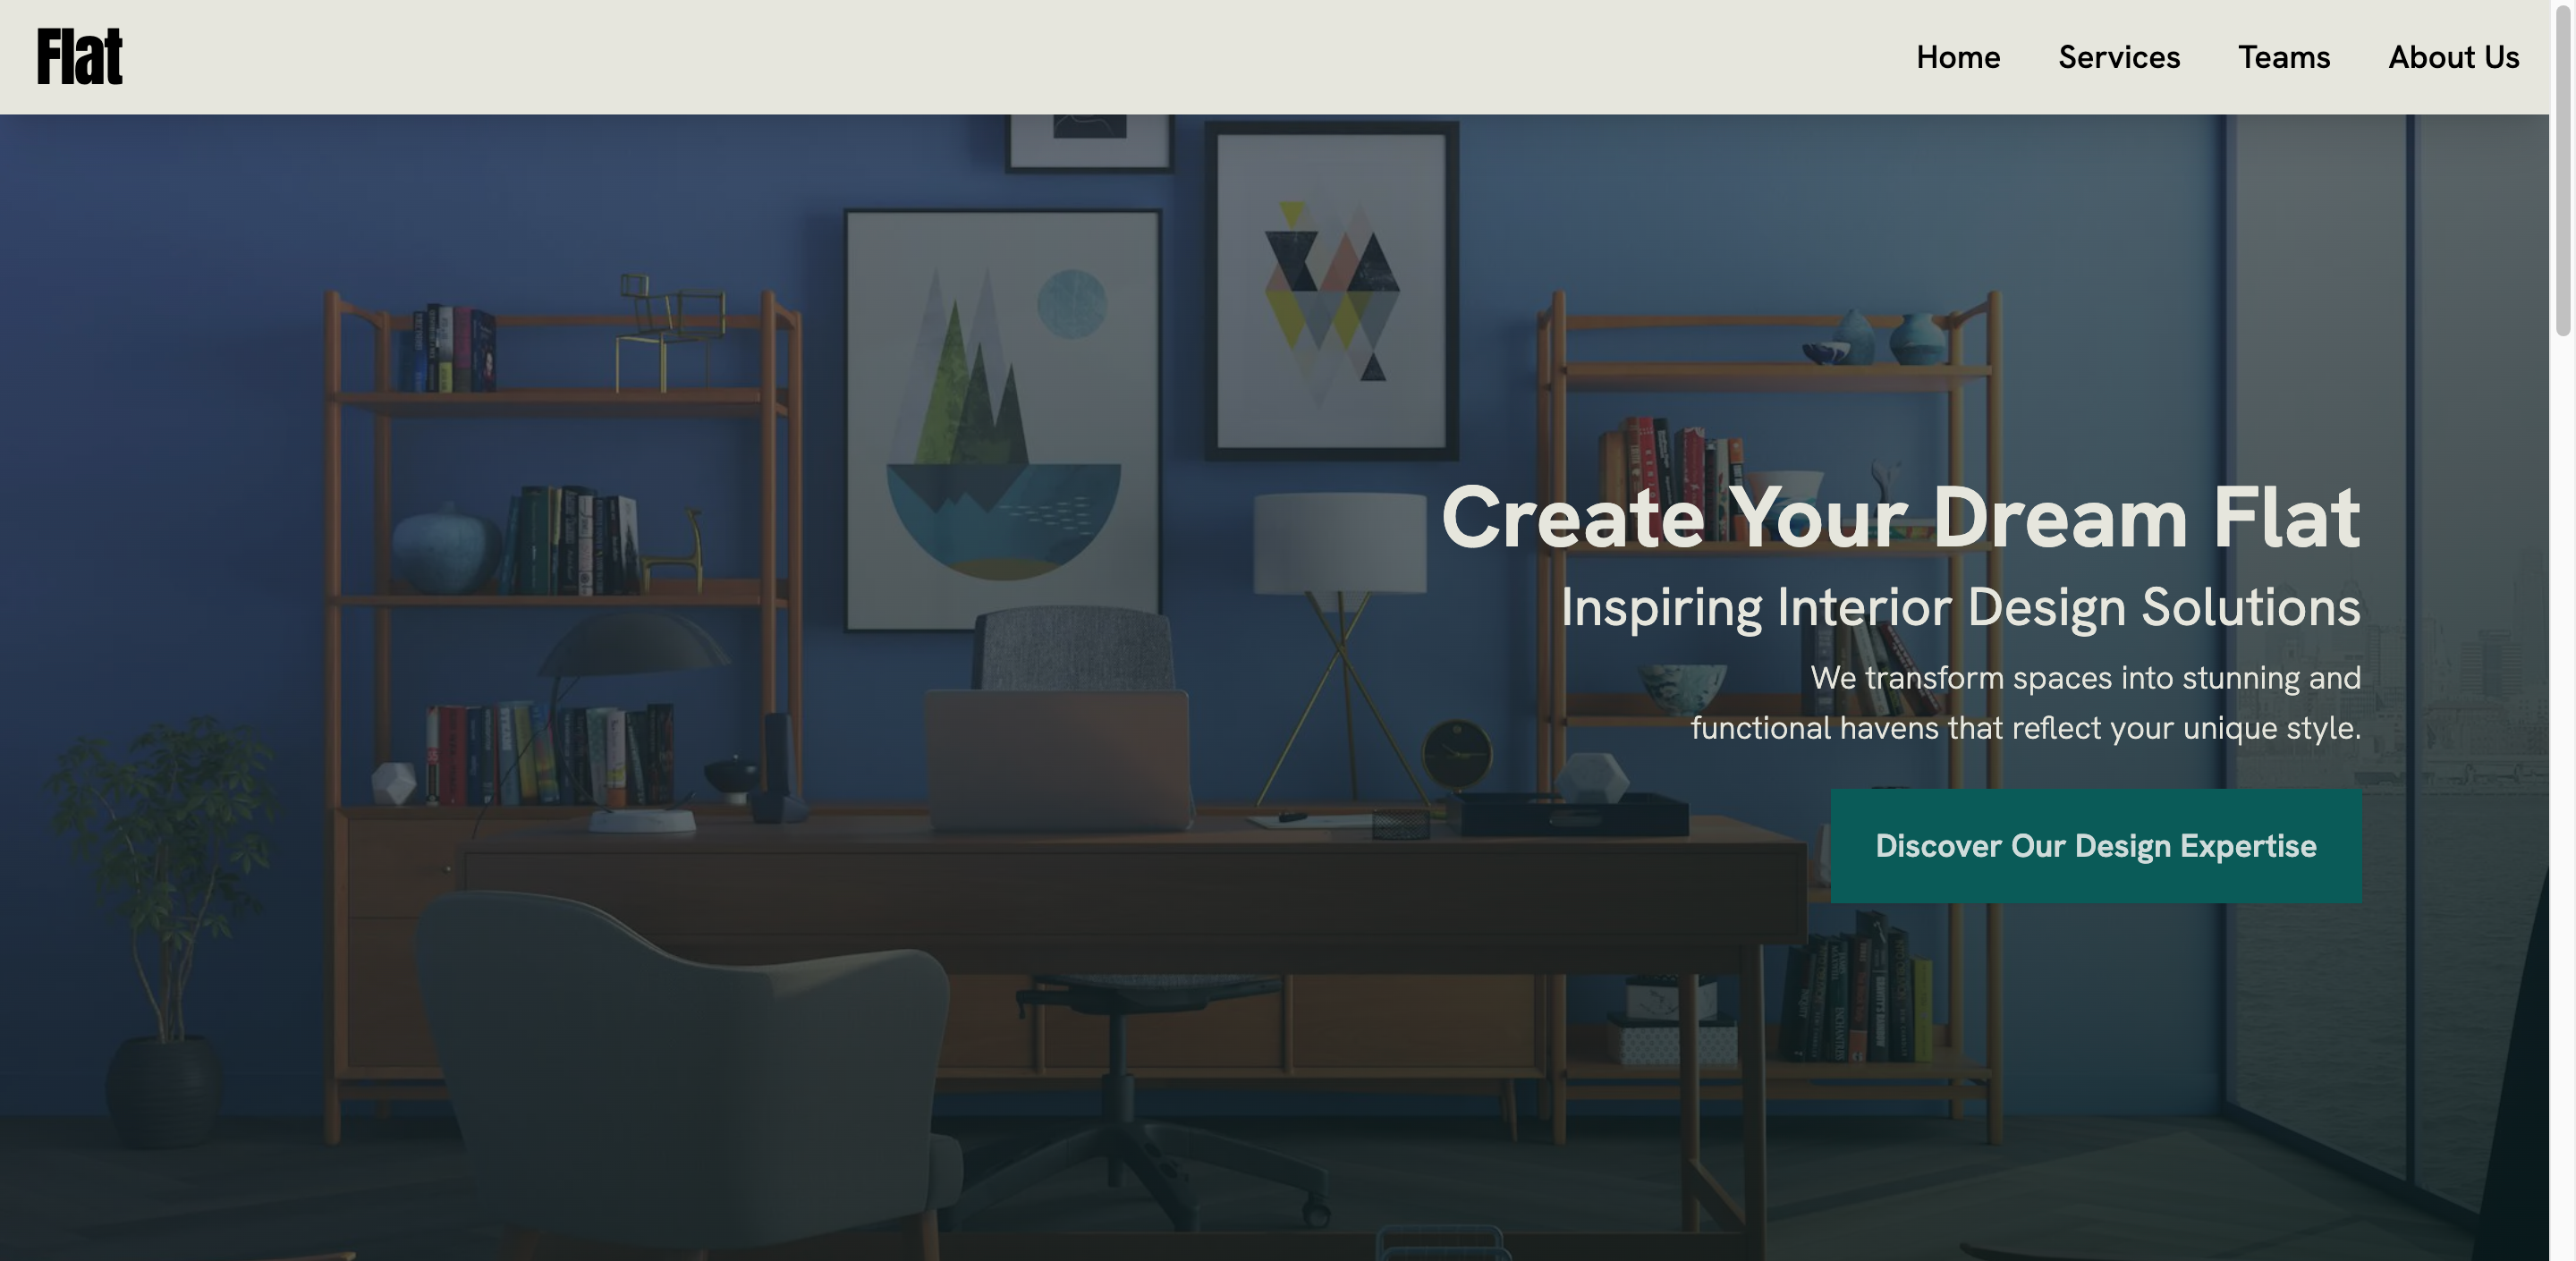 Flat
Home Services Teams About Us
Create Your Dream Flat
Inspiring Interior Design Solutions
We transform spaces into stunning and
functional havens that reflect your unique style.
Discover Our Design Expertise